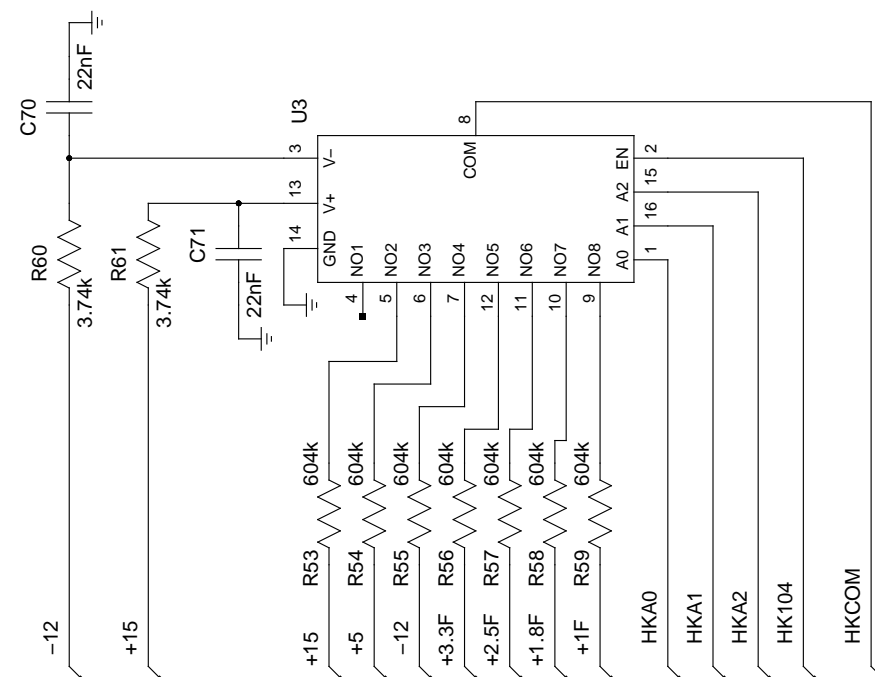 C70
22nF
U3
8
COM
3
V−
13
V+
14
GND
C71
22nF
R60
3.74k
R61
3.74k
2
EN
15
A2
16
A1
1
A0
4
NO1
5
NO2
6
NO3
7
NO4
12
NO5
11
NO6
10
NO7
9
NO8
604k
604k
604k
604k
604k
604k
604k
R53
R54
R55
R56
R57
R58
R59
−12
+15
+15
+5
−12
+3.3F
+2.5F
+1.8F
+1F
HKA0
HKA1
HKA2
HK104
HKCOM